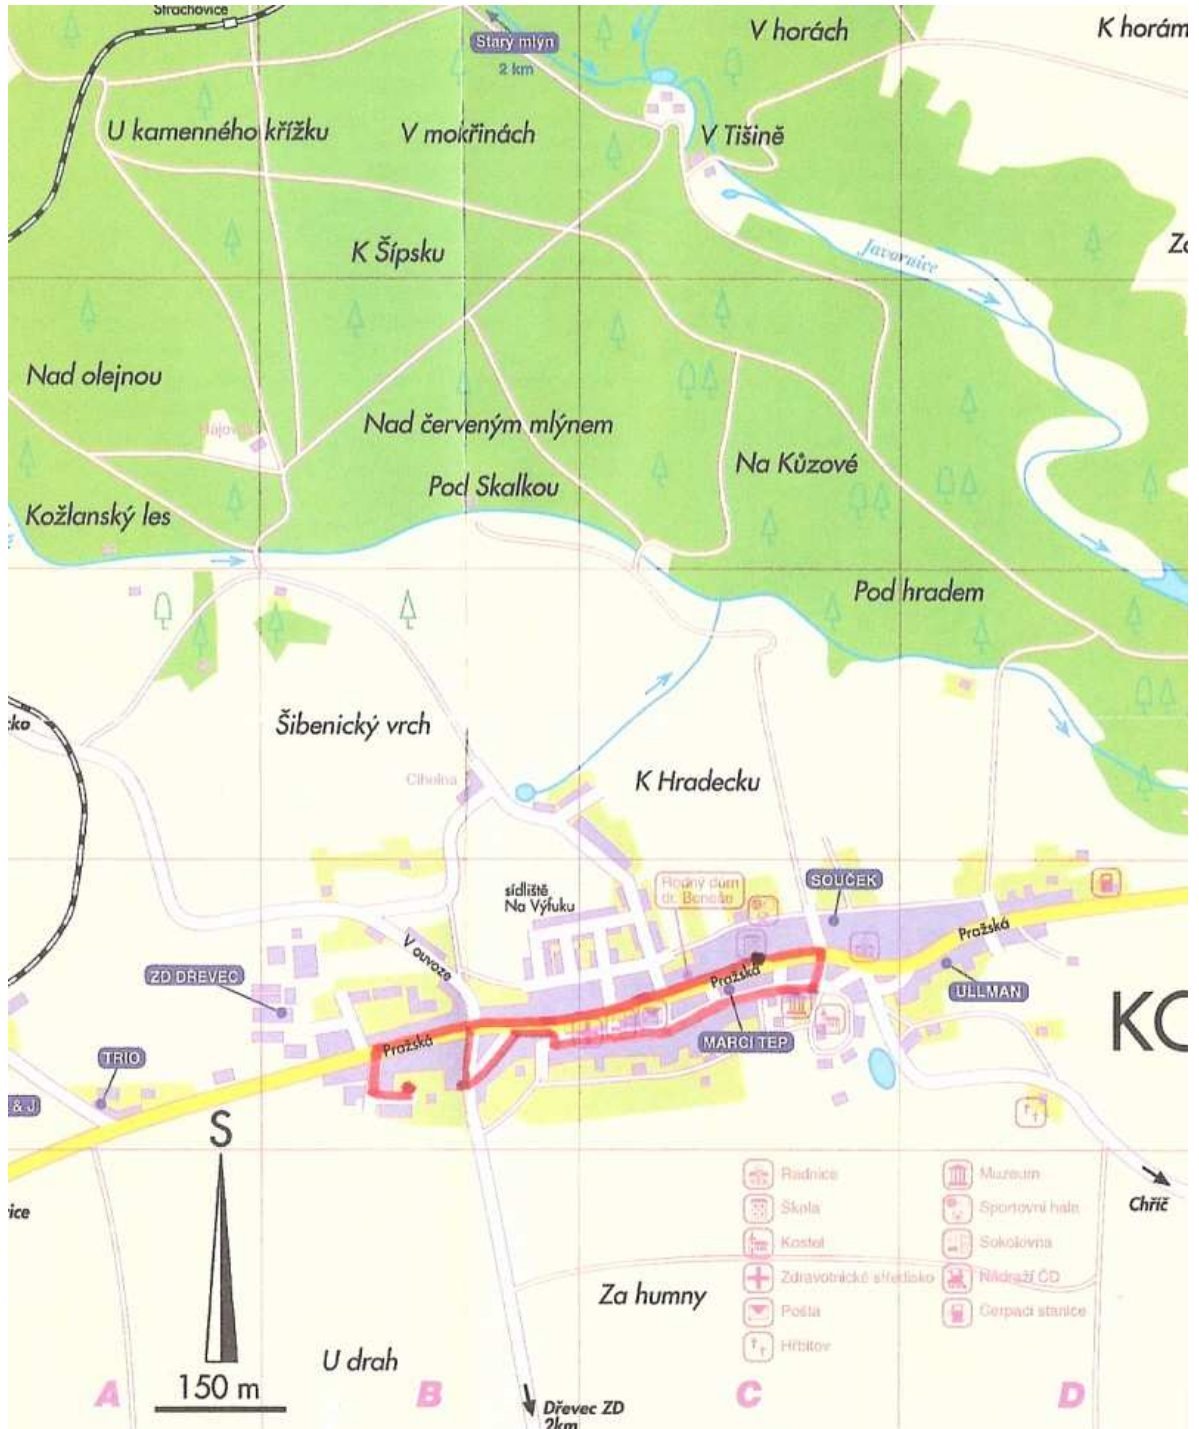 Strachovice
Starý mlýn
2 km
V horách
K horám
U kamenného křížku
V mokřinách
V Tišině
K Šípsku
Javornice
Nad olejnou
Nad červeným mlýnem
Hájovna
Na Kůzové
Pod Skalkou
Kožlanský les
Pod hradem
Šibenický vrch
Cihelna
K Hradecku
sídliště
Na Výfuku
Rodný dům
dr. Beneše
SOUČEK
V ouvoze
Pražská
ZD DŘEVEC
Pražská
ULLMAN
KO
Pražská
MARCI TEP
TRIO
& J
S
Radnice
Muzeum
Škola
Sportovní hala
Chříč
Kostel
Sokolovna
Zdravotnické středisko
Nádraží ČD
Za humny
Pošta
Čerpací stanice
Hřbitov
U drah
150 m
A
B
C
D
Dřevec ZD
2km